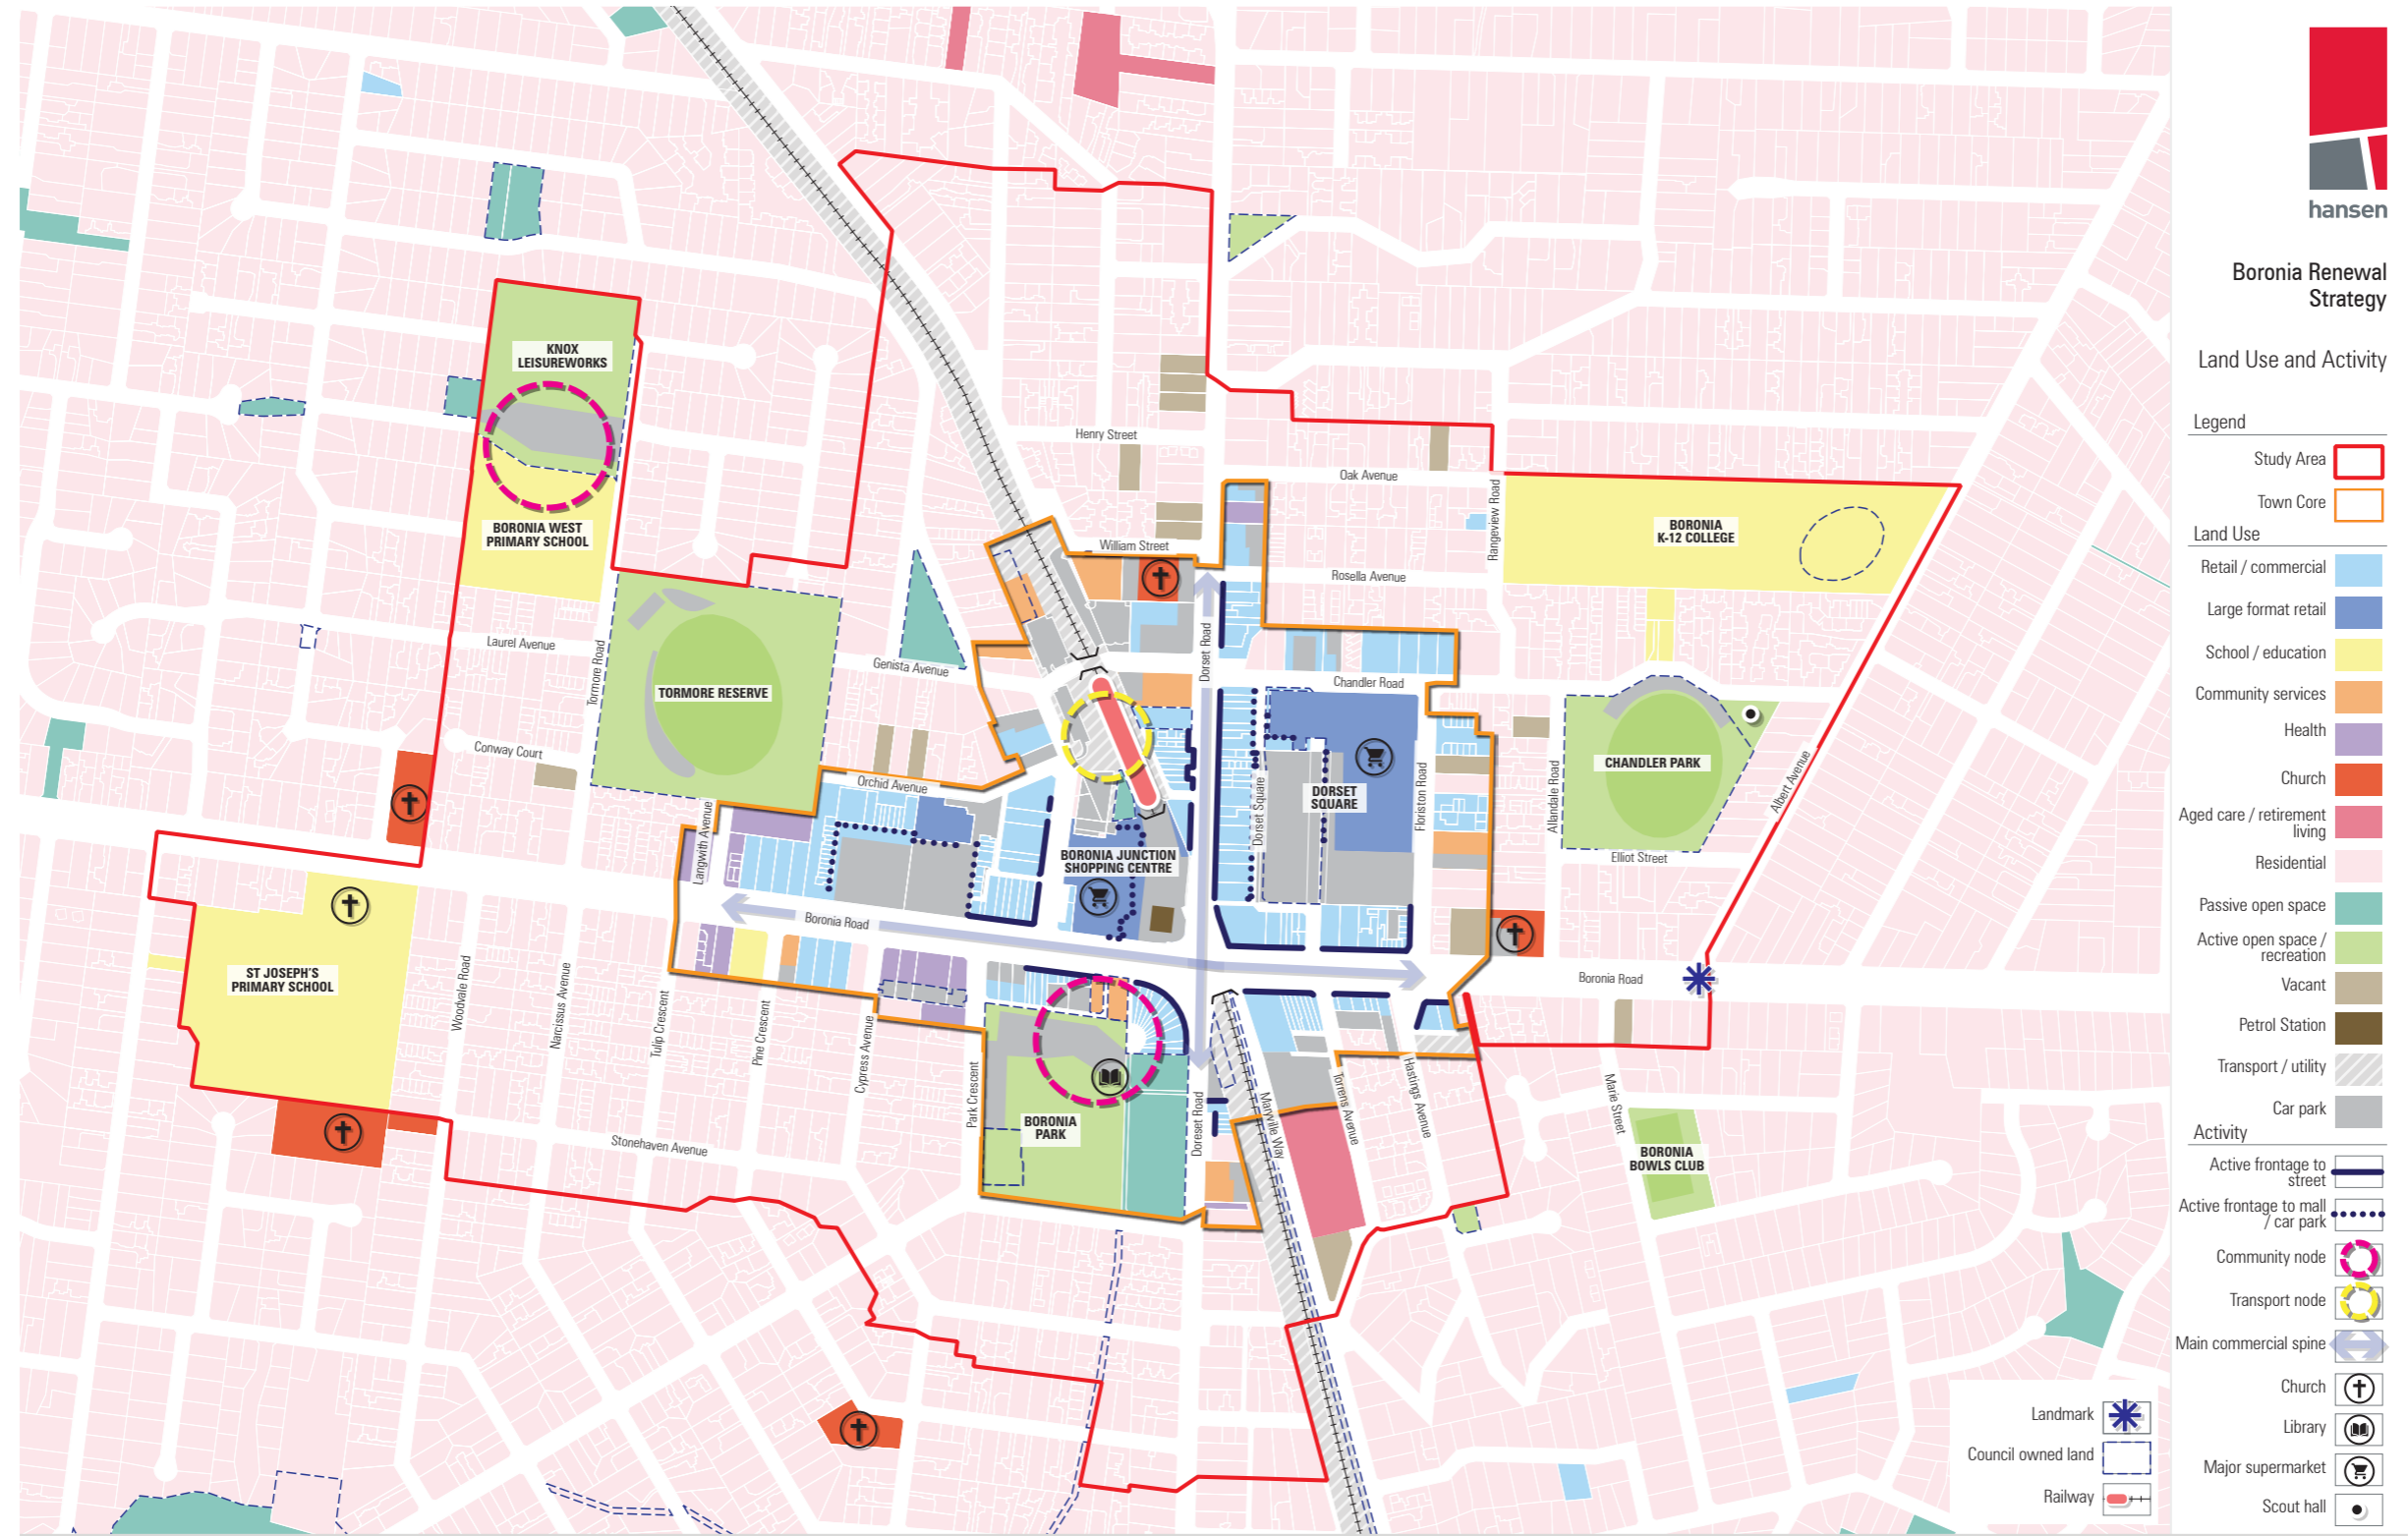 hansen
Boronia Renewal
Strategy
Land Use and Activity
Legend
Study Area
Town Core
Land Use
Retail / commercial
Large format retail
School / education
Community services
Health
Church
Aged care / retirement
living
Residential
Passive open space
Active open space /
recreation
Vacant
Petrol Station
Transport / utility
Car park
Activity
Active frontage to
street
Active frontage to mall
/ car park
Community node
Transport node
Main commercial spine
Church
Library
Major supermarket
Scout hall
Landmark
Council owned land
Railway
KNOX
LEISUREWORKS
BORONIA WEST
PRIMARY SCHOOL
Henry Street
Oak Avenue
Rangeview Road
BORONIA
K-12 COLLEGE
William Street
Rosella Avenue
Laurel Avenue
Tormore Road
TORMORE RESERVE
Genista Avenue
Dorset Road
Chandler Road
Conway Court
Orchid Avenue
Langwith Avenue
BORONIA JUNCTION
SHOPPING CENTRE
Dorset Square
DORSET
SQUARE
Floriston Road
Allandale Road
CHANDLER PARK
Albert Avenue
Elliot Street
Boronia Road
Boronia Road
ST JOSEPH'S
PRIMARY SCHOOL
Woodvale Road
Narcissus Avenue
Tulip Crescent
Pine Crescent
Cypress Avenue
Park Crescent
BORONIA
PARK
Doreset Road
Maryville Way
Torrens Avenue
Hastings Avenue
Marie Street
BORONIA
BOWLS CLUB
Stonehaven Avenue